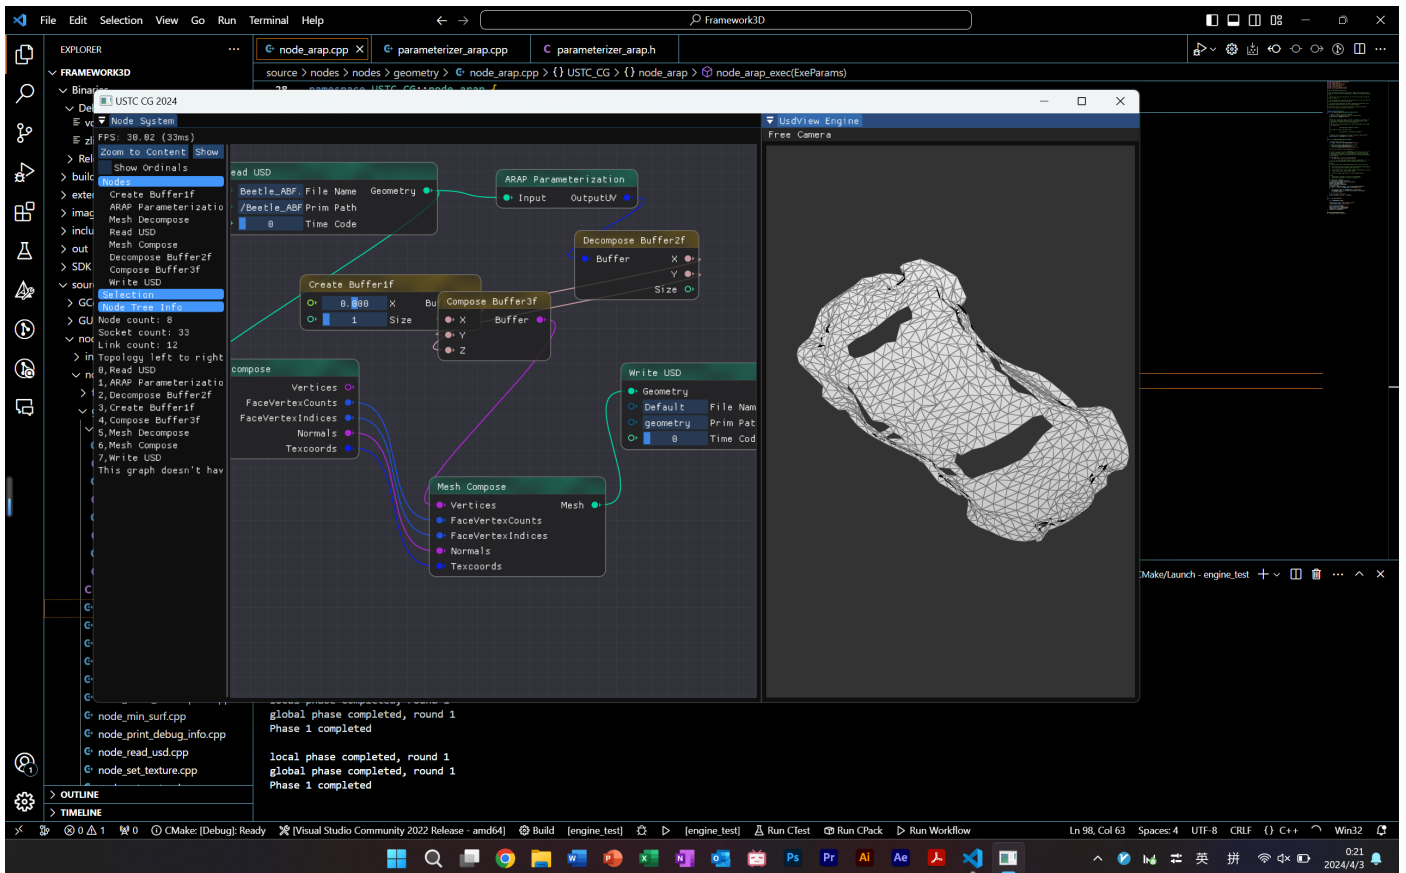 File Edit Selection View Go Run Terminal Help
Framework3D
EXPLORER
node_arap.cpp
parameterizer_arap.cpp
parameterizer_arap.h
FRAMEWORK3D
source > nodes > nodes > geometry > node_arap.cpp > {} USTC_CG > {} node_arap > node_arap_exec(ExeParams)
28 namespace USTC_CG::node_arap {
USTC CG 2024
Node System
UsdView Engine
FPS: 30.02 (33ms)
Free Camera
Zoom to Content Show
Show Ordinals
Nodes
Create Buffer1f
ARAP Parameterizatio
Mesh Decompose
Read USD
Mesh Compose
Decompose Buffer2f
Compose Buffer3f
Write USD
Selection
Node Tree Info
Node count: 8
Socket count: 33
Link count: 12
Topology left to right
0,Read USD
1,ARAP Parameterizatio
2,Decompose Buffer2f
3,Create Buffer1f
4,Compose Buffer3f
5,Mesh Decompose
6,Mesh Compose
7,Write USD
This graph doesn't hav
ead USD
Beetle_ABF. File Name Geometry
/Beetle_ABF Prim Path
0 Time Code
ARAP Parameterization
Input OutputUV
Decompose Buffer2f
Buffer X
Y
Size
Create Buffer1f
0.000 X Bu
1 Size
Compose Buffer3f
X Buffer
Y
Z
compose
Vertices
FaceVertexCounts
FaceVertexIndices
Normals
Texcoords
Write USD
Geometry
Default File Nam
geometry Prim Pat
0 Time Cod
Mesh Compose
Vertices Mesh
FaceVertexCounts
FaceVertexIndices
Normals
Texcoords
CMake/Launch - engine_test
node_min_surf.cpp
node_print_debug_info.cpp
node_read_usd.cpp
node_set_texture.cpp
global phase completed, round 1
Phase 1 completed
local phase completed, round 1
global phase completed, round 1
Phase 1 completed
OUTLINE
TIMELINE
0 1 0 CMake: [Debug]: Ready [Visual Studio Community 2022 Release - amd64] Build [engine_test] [engine_test] Run CTest Run CPack Run Workflow
Ln 98, Col 63 Spaces: 4 UTF-8 CRLF {} C++ Win32
英 拼
0:21
2024/4/3